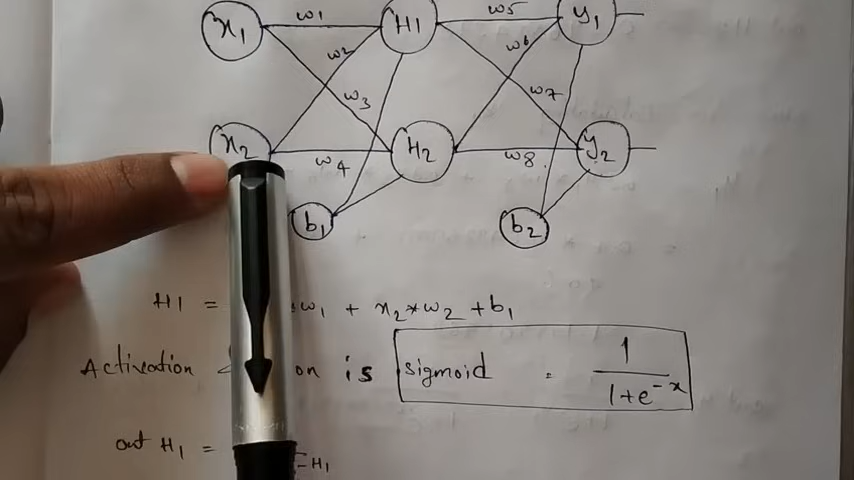 x1 w1 H1 w5 y1
w2 w6
w3 w7
x2 w4 H2 w8. y2
b1 b2
H1 = w1 + x2*w2 + b1
Activation on is sigmoid = 1/1+e^-x
out H1 = -H1